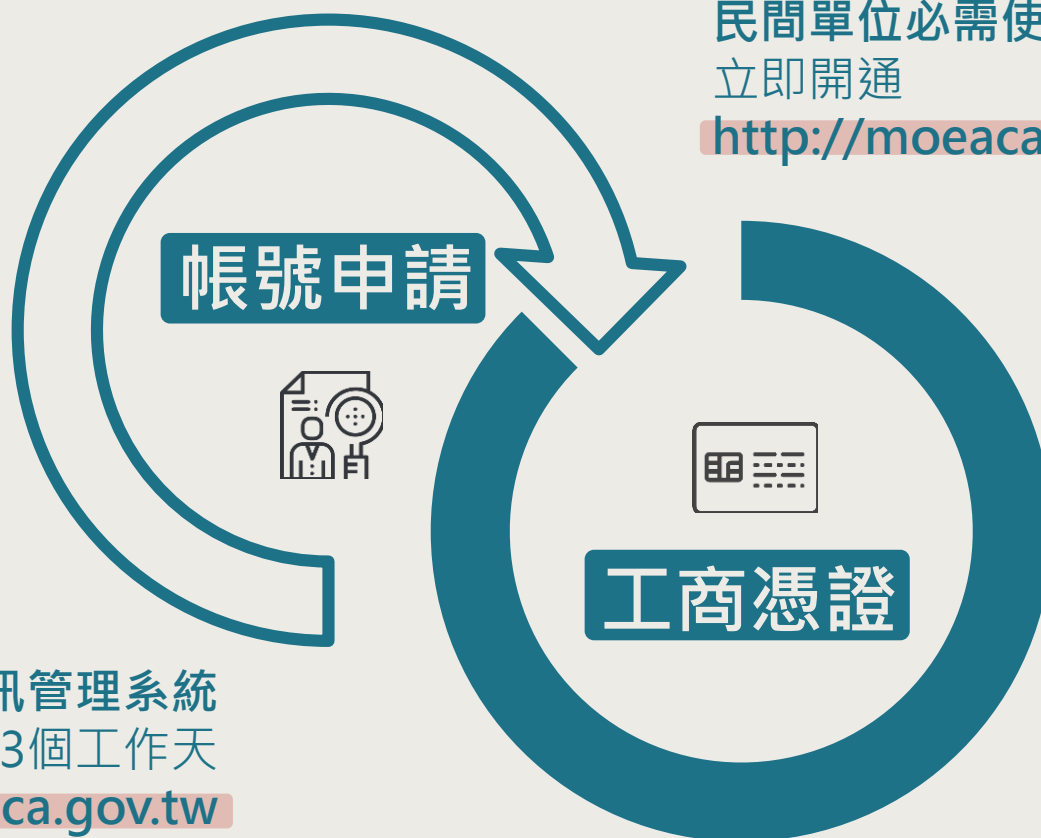 民間單位必需使
立即開通
http://moeaca
帳號申請
工商憑證
訊管理系統
3個工作天
ca.gov.tw